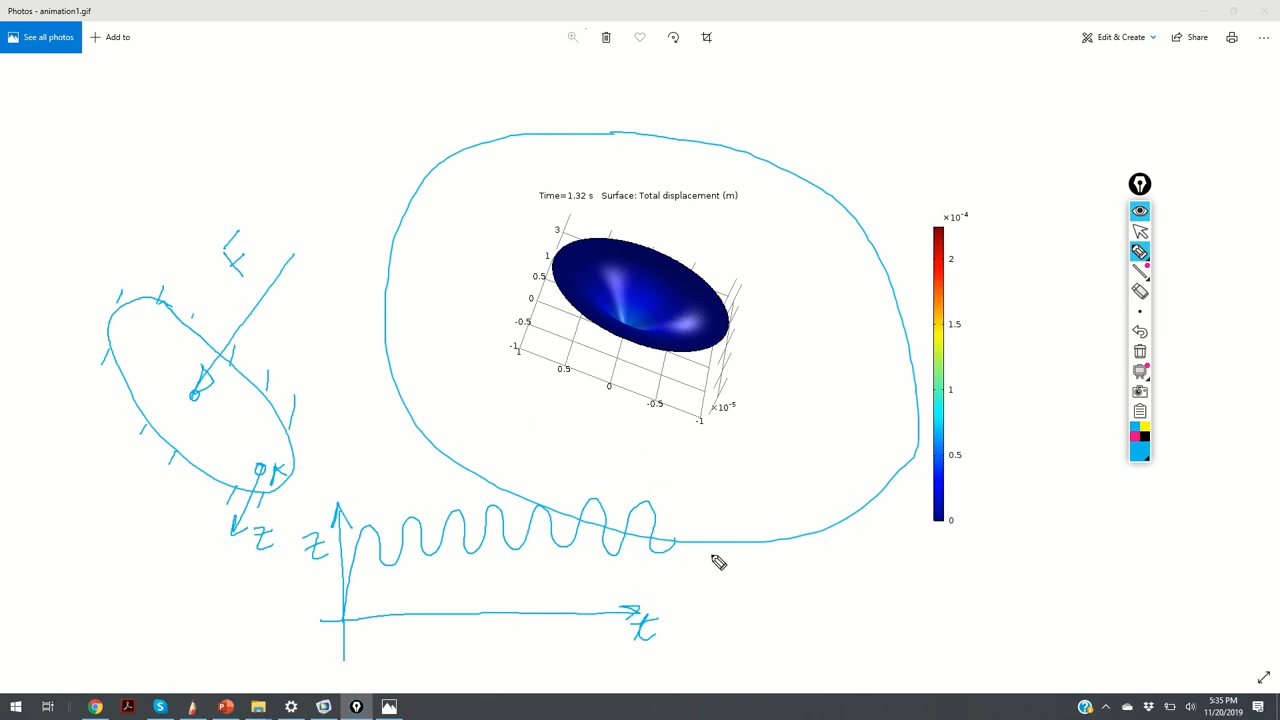 Photos - animation1.gif
See all photos
Add to
Edit & Create
Share
Time=1.32 s   Surface: Total displacement (m)
×10⁻⁴
3
1
0.5
0
-0.5
-1
1
0.5
0
-0.5
-1
×10⁻⁵
2
1.5
1
0.5
0
F
K
z
z
t
5:35 PM
11/20/2019